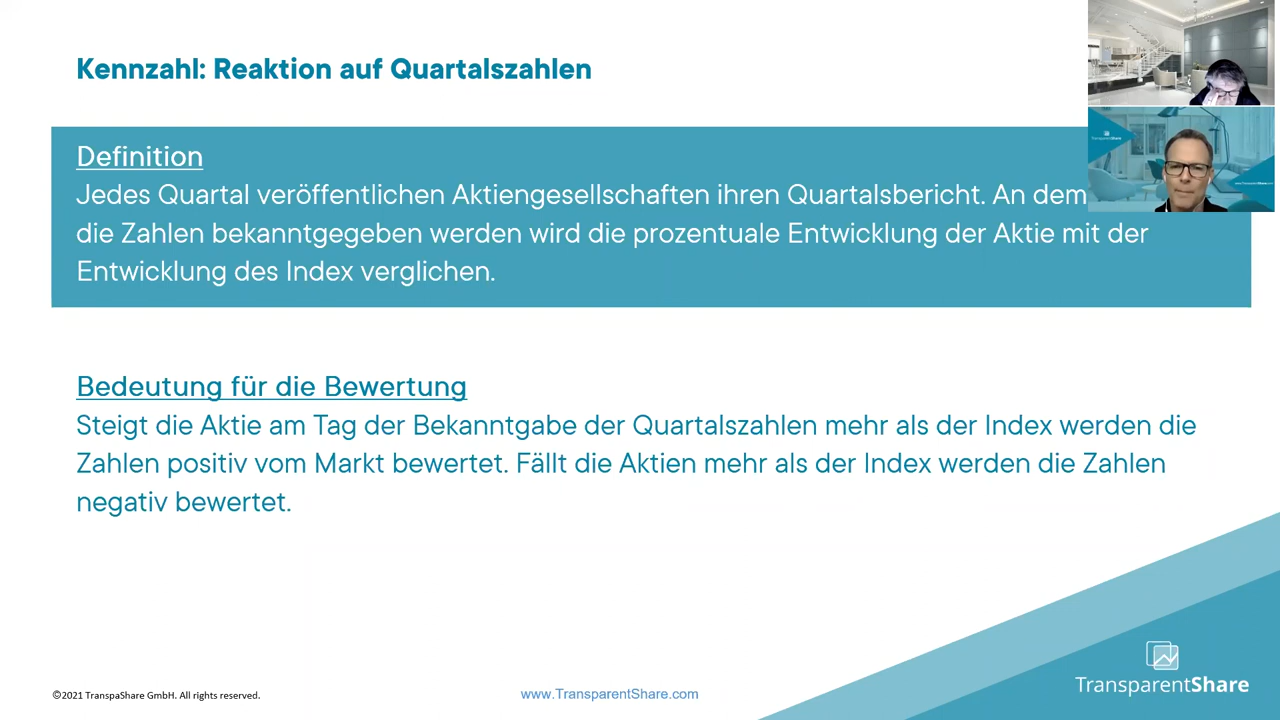 Kennzahl: Reaktion auf Quartalszahlen
Definition
Jedes Quartal veröffentlichen Aktiengesellschaften ihren Quartalsbericht. An dem
die Zahlen bekanntgegeben werden wird die prozentuale Entwicklung der Aktie mit der
Entwicklung des Index verglichen.
Bedeutung für die Bewertung
Steigt die Aktie am Tag der Bekanntgabe der Quartalszahlen mehr als der Index werden die
Zahlen positiv vom Markt bewertet. Fällt die Aktien mehr als der Index werden die Zahlen
negativ bewertet.
©2021 TranspaShare GmbH. All rights reserved.
www.TransparentShare.com
TransparentShare